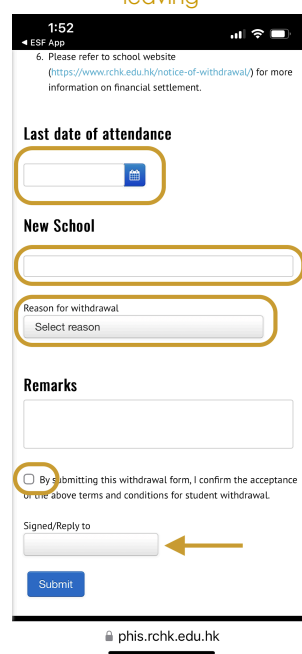 leaving
1:52
◀ ESF App
6. Please refer to school website
(https://www.rchk.edu.hk/notice-of-withdrawal/) for more
information on financial settlement.
Last date of attendance
New School
Reason for withdrawal
Select reason
Remarks
By submitting this withdrawal form, I confirm the acceptance
of the above terms and conditions for student withdrawal.
Signed/Reply to
Submit
phis.rchk.edu.hk